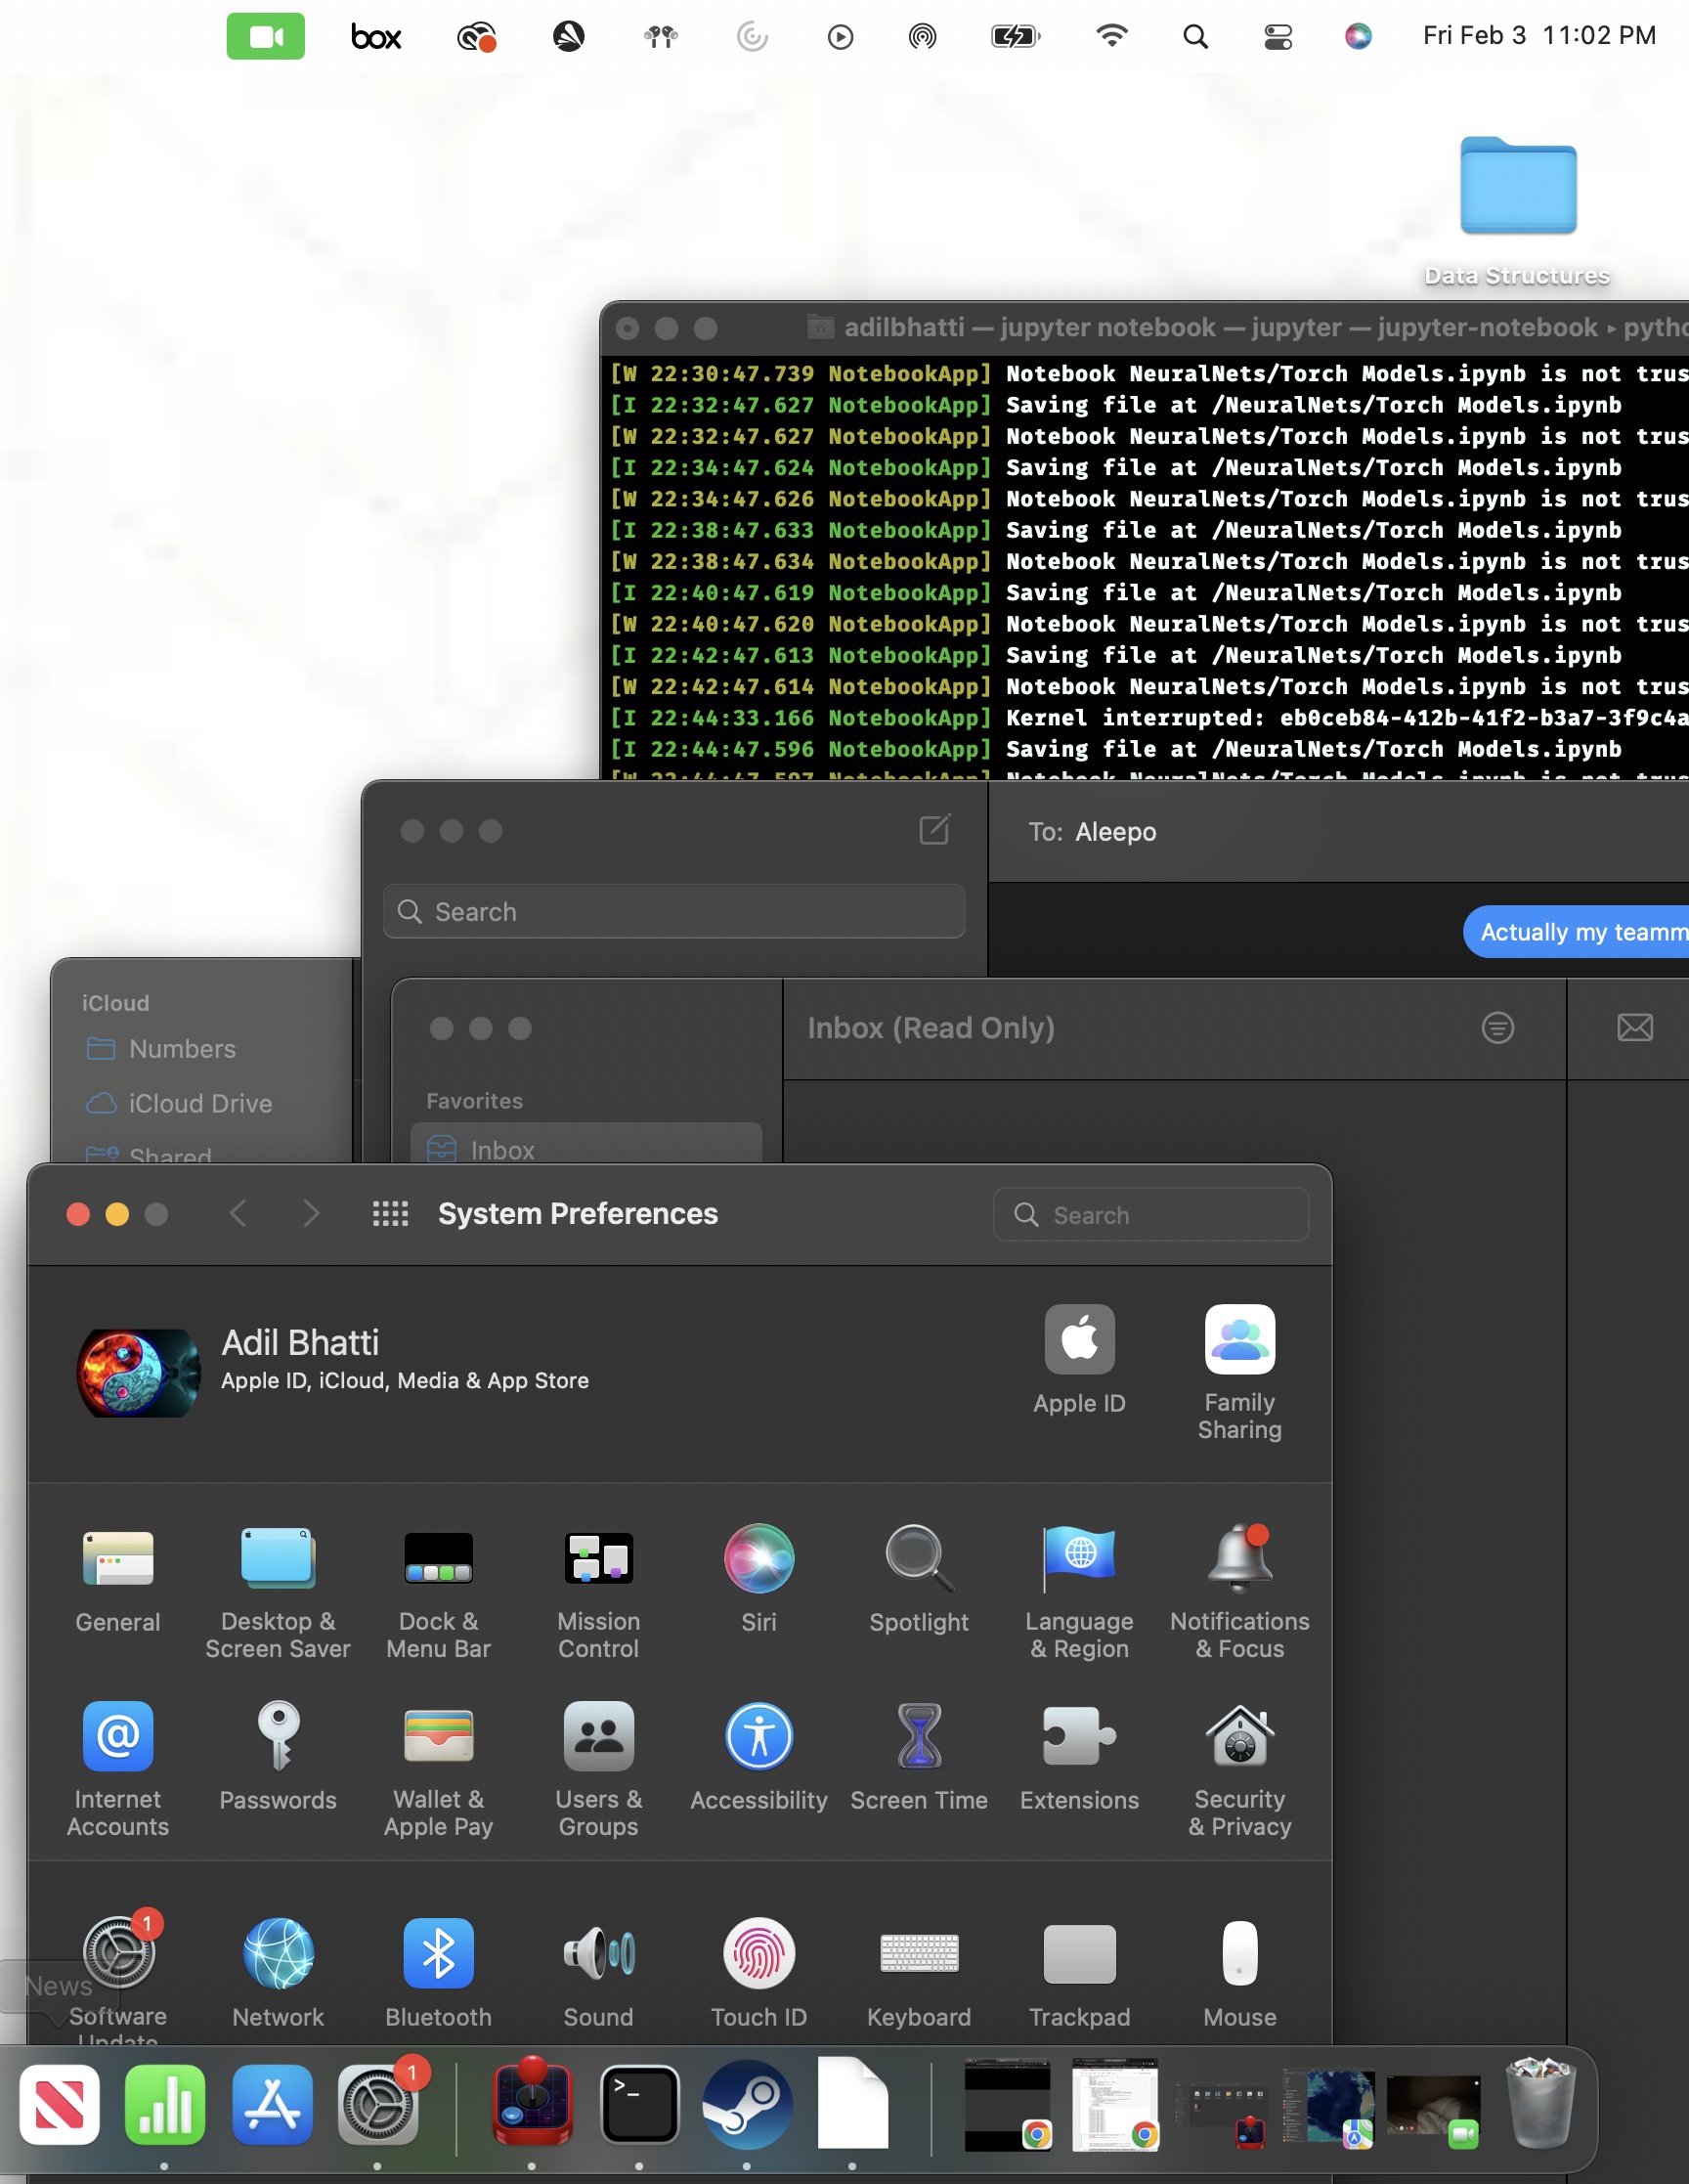 box
Fri Feb 3 11:02 PM
Data Structures
adilbhatti — jupyter notebook — jupyter — jupyter-notebook ▸ pytho
[W 22:30:47.739 NotebookApp] Notebook NeuralNets/Torch Models.ipynb is not trus
[I 22:32:47.627 NotebookApp] Saving file at /NeuralNets/Torch Models.ipynb
[W 22:32:47.627 NotebookApp] Notebook NeuralNets/Torch Models.ipynb is not trus
[I 22:34:47.624 NotebookApp] Saving file at /NeuralNets/Torch Models.ipynb
[W 22:34:47.626 NotebookApp] Notebook NeuralNets/Torch Models.ipynb is not trus
[I 22:38:47.633 NotebookApp] Saving file at /NeuralNets/Torch Models.ipynb
[W 22:38:47.634 NotebookApp] Notebook NeuralNets/Torch Models.ipynb is not trus
[I 22:40:47.619 NotebookApp] Saving file at /NeuralNets/Torch Models.ipynb
[W 22:40:47.620 NotebookApp] Notebook NeuralNets/Torch Models.ipynb is not trus
[I 22:42:47.613 NotebookApp] Saving file at /NeuralNets/Torch Models.ipynb
[W 22:42:47.614 NotebookApp] Notebook NeuralNets/Torch Models.ipynb is not trus
[I 22:44:33.166 NotebookApp] Kernel interrupted: eb0ceb84-412b-41f2-b3a7-3f9c4a
[I 22:44:47.596 NotebookApp] Saving file at /NeuralNets/Torch Models.ipynb
[W 22:44:47.597 NotebookApp] Notebook NeuralNets/Torch Models.ipynb is not trus
To: Aleepo
Search
Actually my teamm
iCloud
Numbers
iCloud Drive
Shared
Inbox (Read Only)
Favorites
Inbox
System Preferences
Search
Adil Bhatti
Apple ID, iCloud, Media & App Store
Apple ID
Family
Sharing
General
Desktop &
Screen Saver
Dock &
Menu Bar
Mission
Control
Siri
Spotlight
Language
& Region
Notifications
& Focus
Internet
Accounts
Passwords
Wallet &
Apple Pay
Users &
Groups
Accessibility
Screen Time
Extensions
Security
& Privacy
1
News
Software
Update
Network
Bluetooth
Sound
Touch ID
Keyboard
Trackpad
Mouse
1